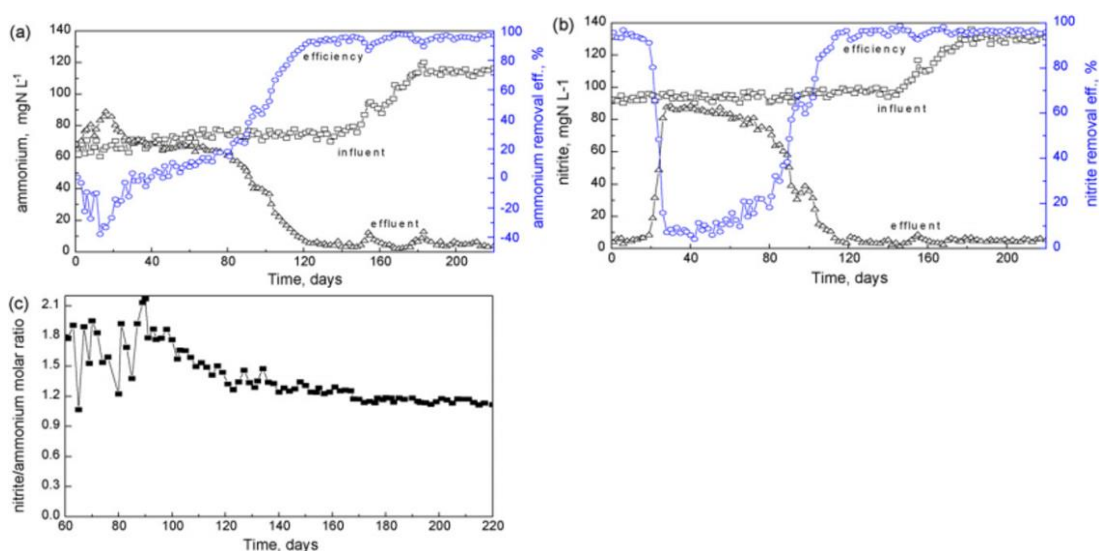 (a)
140
120
100
80
60
40
20
0
ammonium, mgN L-1
efficiency
influent
effluent
100
80
60
40
20
0
-20
-40
ammonium removal eff., %
0 40 80 120 160 200
Time, days
(b)
140
120
100
80
60
40
20
0
nitrite, mgN L-1
efficiency
influent
effluent
100
80
60
40
20
0
nitrite removal eff., %
0 40 80 120 160 200
Time, days
(c)
2.1
1.8
1.5
1.2
0.9
0.6
0.3
0.0
nitrite/ammonium molar ratio
60 80 100 120 140 160 180 200 220
Time, days